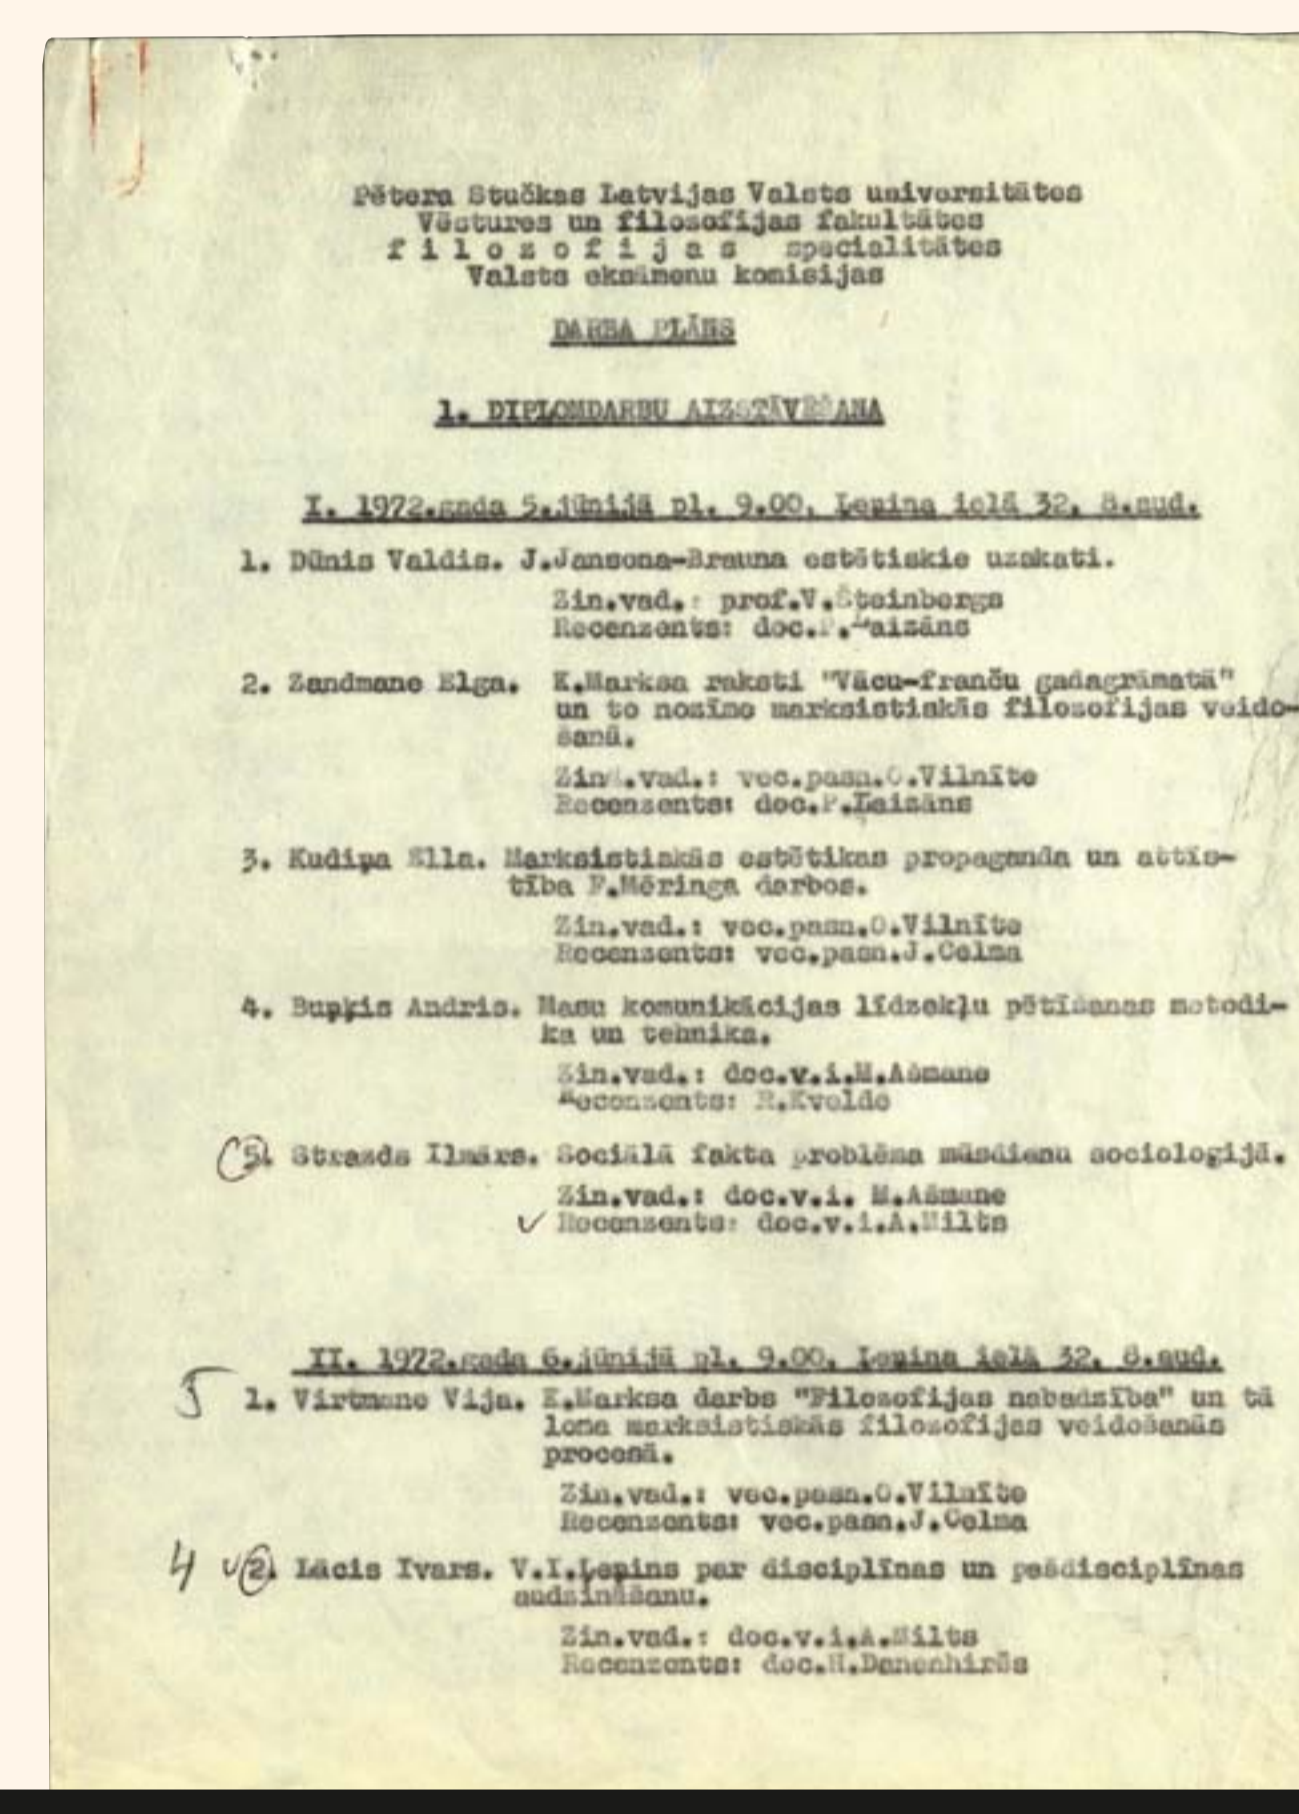 Pētera Stučkas Latvijas Valsts universitātes
Vēstures un filozofijas fakultātes
f i l o z o f i j a s specialitātes
Valsts eksāmenu komisijas
DARBA PLĀNS
1. DIPLOMDARBU AIZSTĀVĒŠANA
I. 1972.gada 5.jūnijā pl. 9.00, Ļeņina ielā 32, 8.aud.
1. Dūnis Valdis. J.Jansona-Brauna estētiskie uzskati.
Zin.vad.: prof.V.Šteinbergs
Recenzents: doc.P.Laizāns
2. Zandmane Elga. K.Marksa raksti "Vācu-franču gadagrāmatā"
un to nozīme marksistiskās filozofijas veido-
šanā.
Zin.vad.: vec.pasn.O.Vilnīte
Recenzents: doc.P.Laizāns
3. Kudiņa Ella. Marksistiskās estētikas propaganda un attīs-
tība F.Mēringa darbos.
Zin.vad.: vec.pasn.O.Vilnīte
Recenzents: vec.pasn.J.Celma
4. Buņķis Andris. Masu komunikācijas līdzekļu pētīšanas metodi-
ka un tehnika.
Zin.vad.: doc.v.i.M.Ašmane
Recenzents: R.Kvelde
5. Strazds Ilmārs. Sociālā fakta problēma mūsdienu socioloģijā.
Zin.vad.: doc.v.i. M.Ašmane
✓ Recenzents: doc.v.i.A.Milts
II. 1972.gada 6.jūnijā pl. 9.00, Ļeņina ielā 32, 8.aud.
5 1. Virtmane Vija. K.Marksa darbs "Filozofijas nabadzība" un tā
loma marksistiskās filozofijas veidošanās
procesā.
Zin.vad.: vec.pasn.O.Vilnīte
Recenzents: vec.pasn.J.Celma
4 ✓ 2. Lācis Ivars. V.I.Ļeņins par disciplīnas un pašdisciplīnas
audzināšanu.
Zin.vad.: doc.v.i.A.Milts
Recenzents: doc.H.Danenhiršs